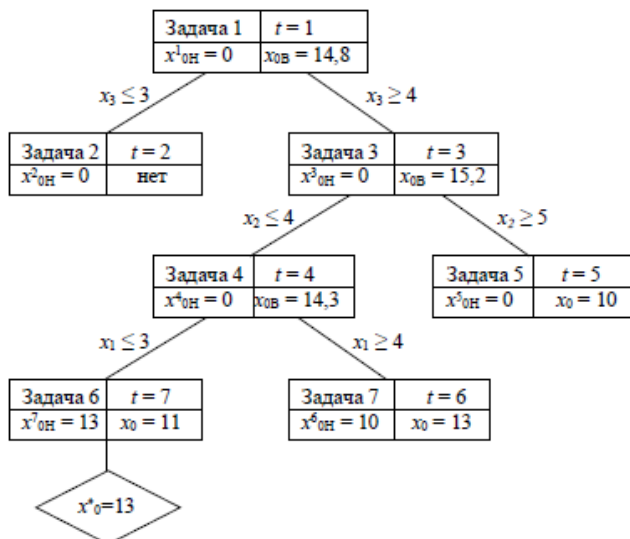 Задача 1 t = 1
x¹₀н = 0 x₀в = 14,8
x₃ ≤ 3 x₃ ≥ 4
Задача 2 t = 2 Задача 3 t = 3
x²₀н = 0 нет x³₀н = 0 x₀в = 15,2
x₂ ≤ 4 x₂ ≥ 5
Задача 4 t = 4 Задача 5 t = 5
x⁴₀н = 0 x₀в = 14,3 x⁵₀н = 0 x₀ = 10
x₁ ≤ 3 x₁ ≥ 4
Задача 6 t = 7 Задача 7 t = 6
x⁷₀н = 13 x₀ = 11 x⁶₀н = 10 x₀ = 13
x*₀=13